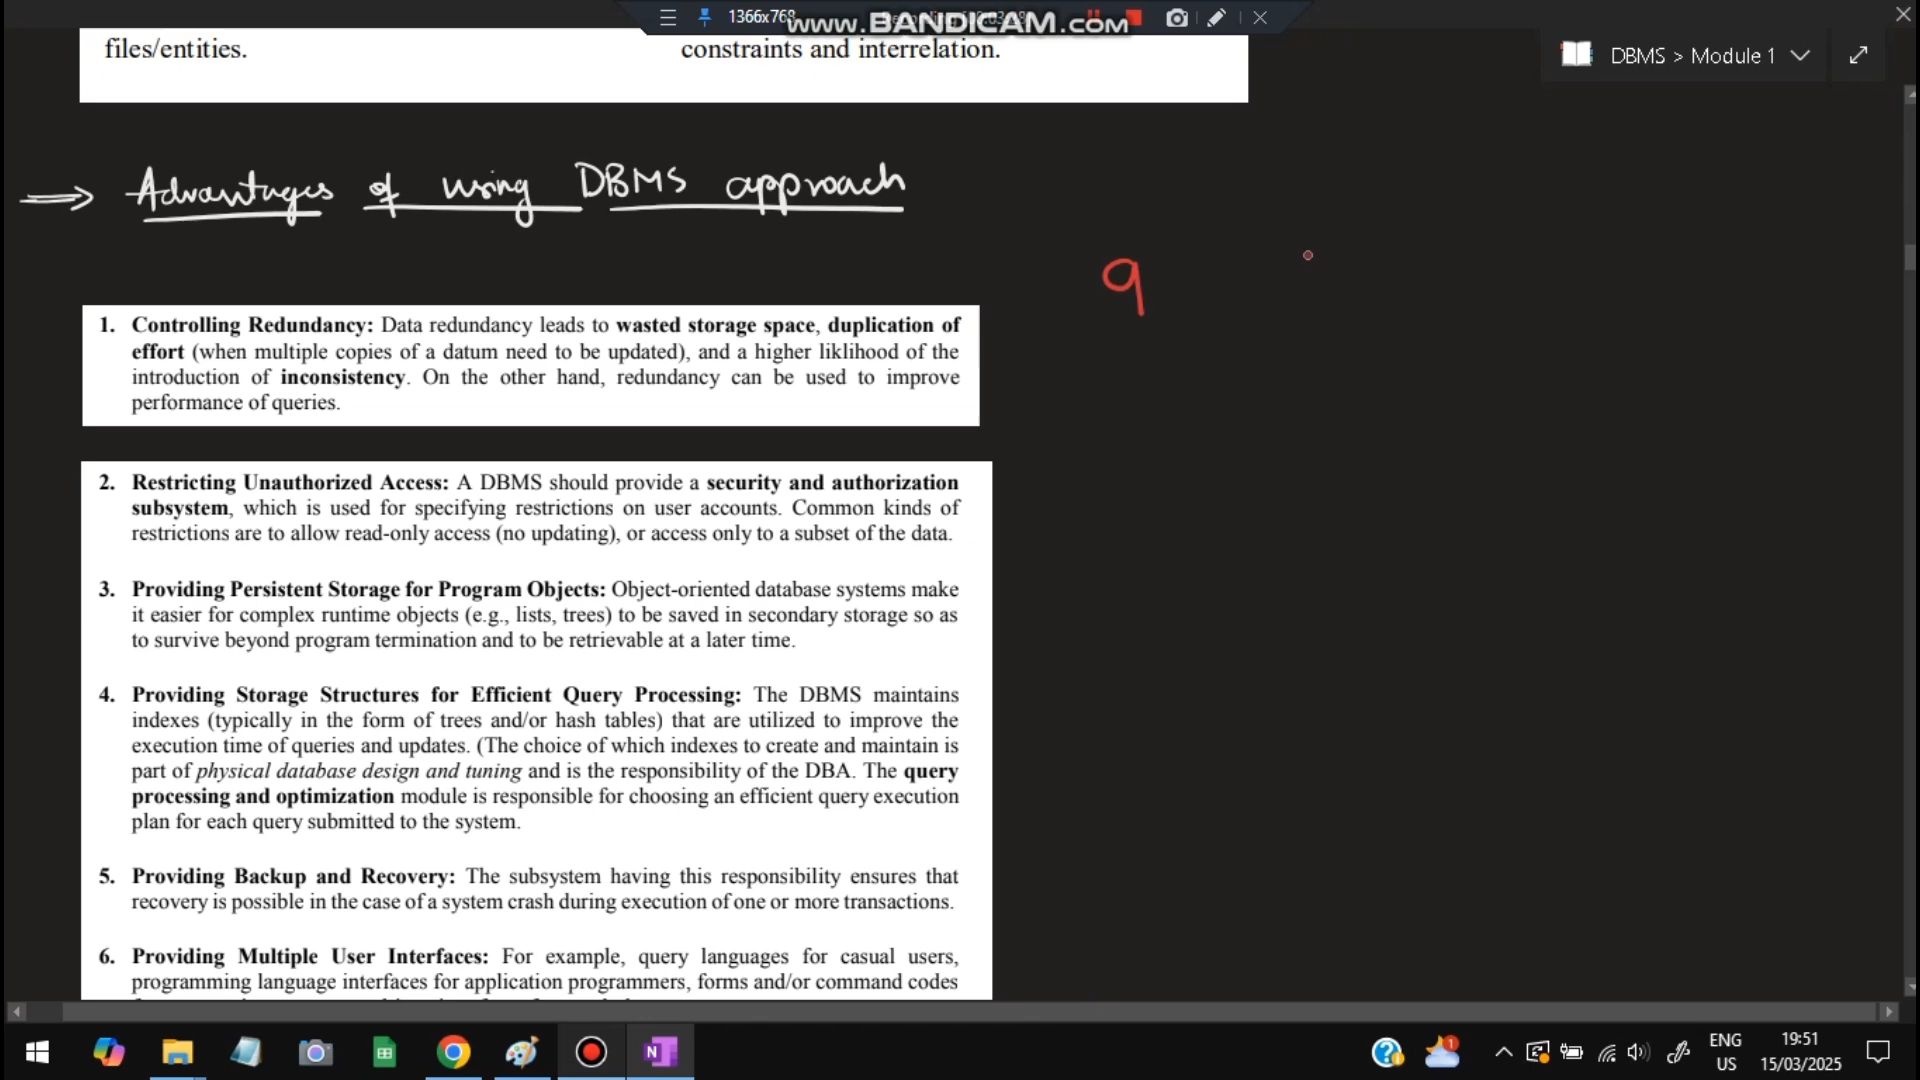 1366x768
www.BANDICAM.com
files/entities.
constraints and interrelation.
DBMS > Module 1
⇒ Advantages of using DBMS approach
9
1. Controlling Redundancy: Data redundancy leads to wasted storage space, duplication of
effort (when multiple copies of a datum need to be updated), and a higher liklihood of the
introduction of inconsistency. On the other hand, redundancy can be used to improve
performance of queries.
2. Restricting Unauthorized Access: A DBMS should provide a security and authorization
subsystem, which is used for specifying restrictions on user accounts. Common kinds of
restrictions are to allow read-only access (no updating), or access only to a subset of the data.
3. Providing Persistent Storage for Program Objects: Object-oriented database systems make
it easier for complex runtime objects (e.g., lists, trees) to be saved in secondary storage so as
to survive beyond program termination and to be retrievable at a later time.
4. Providing Storage Structures for Efficient Query Processing: The DBMS maintains
indexes (typically in the form of trees and/or hash tables) that are utilized to improve the
execution time of queries and updates. (The choice of which indexes to create and maintain is
part of physical database design and tuning and is the responsibility of the DBA. The query
processing and optimization module is responsible for choosing an efficient query execution
plan for each query submitted to the system.
5. Providing Backup and Recovery: The subsystem having this responsibility ensures that
recovery is possible in the case of a system crash during execution of one or more transactions.
6. Providing Multiple User Interfaces: For example, query languages for casual users,
programming language interfaces for application programmers, forms and/or command codes
1
ENG
US
19:51
15/03/2025